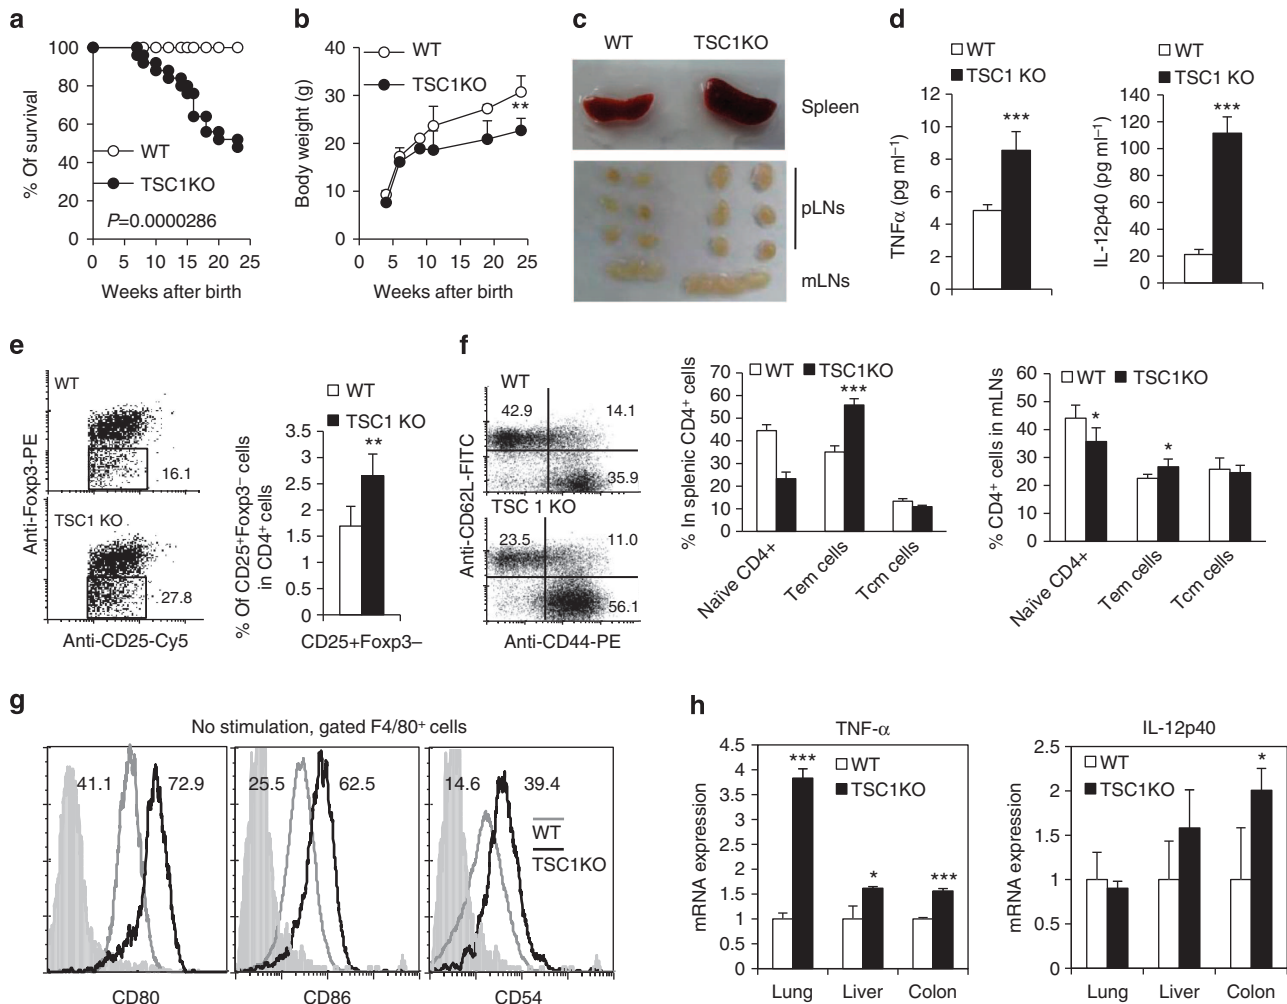 a
100
80
60
40
20
0
% Of survival
WT
TSC1KO
P=0.0000286
0 5 10 15 20 25
Weeks after birth
b
40
30
20
10
0
Body weight (g)
WT
TSC1KO
**
0 5 10 15 20 25
Weeks after birth
c
WT TSC1KO
Spleen
pLNs
mLNs
d
WT
TSC1 KO
12
10
8
6
4
2
0
TNFα (pg ml⁻¹)
***
WT
TSC1 KO
140
120
100
80
60
40
20
0
IL-12p40 (pg ml⁻¹)
***
e
WT
16.1
TSC1 KO
27.8
Anti-Foxp3-PE
Anti-CD25-Cy5
WT
TSC1 KO
3.5
3
2.5
2
1.5
1
0.5
0
% Of CD25⁺Foxp3⁻ cells
in CD4⁺ cells
**
CD25+Foxp3–
f
WT
42.9 14.1
35.9
TSC 1 KO
23.5 11.0
56.1
Anti-CD62L-FITC
Anti-CD44-PE
WT TSC1KO
70
60
50
40
30
20
10
0
% In splenic CD4⁺ cells
***
Naïve CD4+
Tem cells
Tcm cells
WT TSC1KO
60
50
40
30
20
10
0
% CD4⁺ cells in mLNs
*
*
Naïve CD4+
Tem cells
Tcm cells
g
No stimulation, gated F4/80⁺ cells
41.1 72.9
25.5 62.5
14.6 39.4
WT
TSC1KO
CD80 CD86 CD54
h
TNF-α
4.5
4
3.5
3
2.5
2
1.5
1
0.5
0
mRNA expression
WT
TSC1KO
***
*
***
Lung Liver Colon
IL-12p40
2.5
2
1.5
1
0.5
0
mRNA expression
WT
TSC1KO
*
Lung Liver Colon